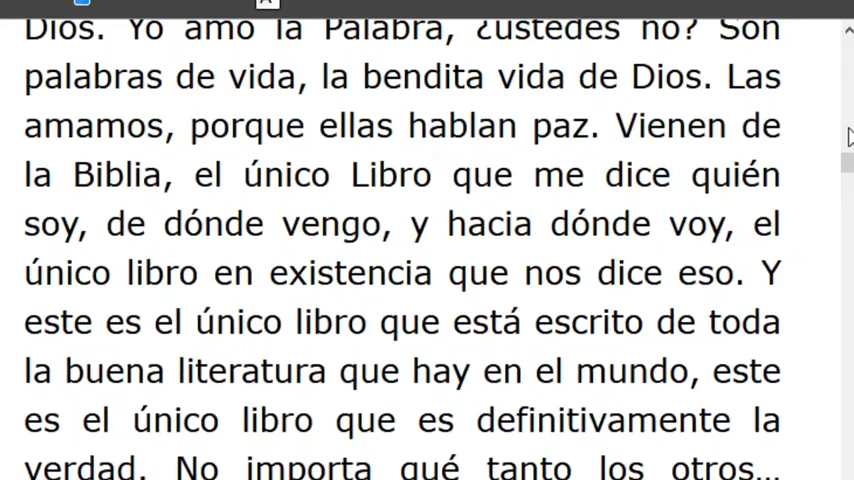 Dios. Yo amo la Palabra, ¿ustedes no? Son
palabras de vida, la bendita vida de Dios. Las
amamos, porque ellas hablan paz. Vienen de
la Biblia, el único Libro que me dice quién
soy, de dónde vengo, y hacia dónde voy, el
único libro en existencia que nos dice eso. Y
este es el único libro que está escrito de toda
la buena literatura que hay en el mundo, este
es el único libro que es definitivamente la
verdad. No importa qué tanto los otros…